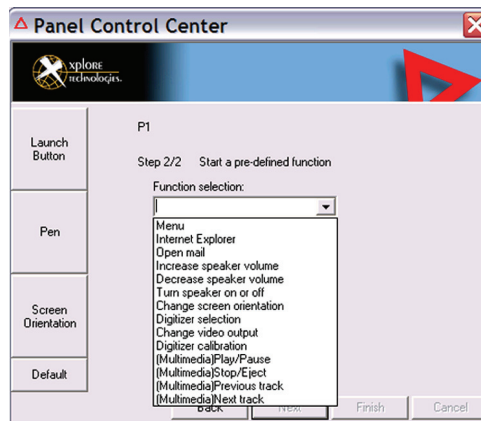 Panel Control Center
xplore
technologies.
Launch
Button
Pen
Screen
Orientation
Default
P1
Step 2/2 Start a pre-defined function
Function selection:
Menu
Internet Explorer
Open mail
Increase speaker volume
Decrease speaker volume
Turn speaker on or off
Change screen orientation
Digitizer selection
Change video output
Digitizer calibration
(Multimedia)Play/Pause
(Multimedia)Stop/Eject
(Multimedia)Previous track
(Multimedia)Next track
Back Next Finish Cancel